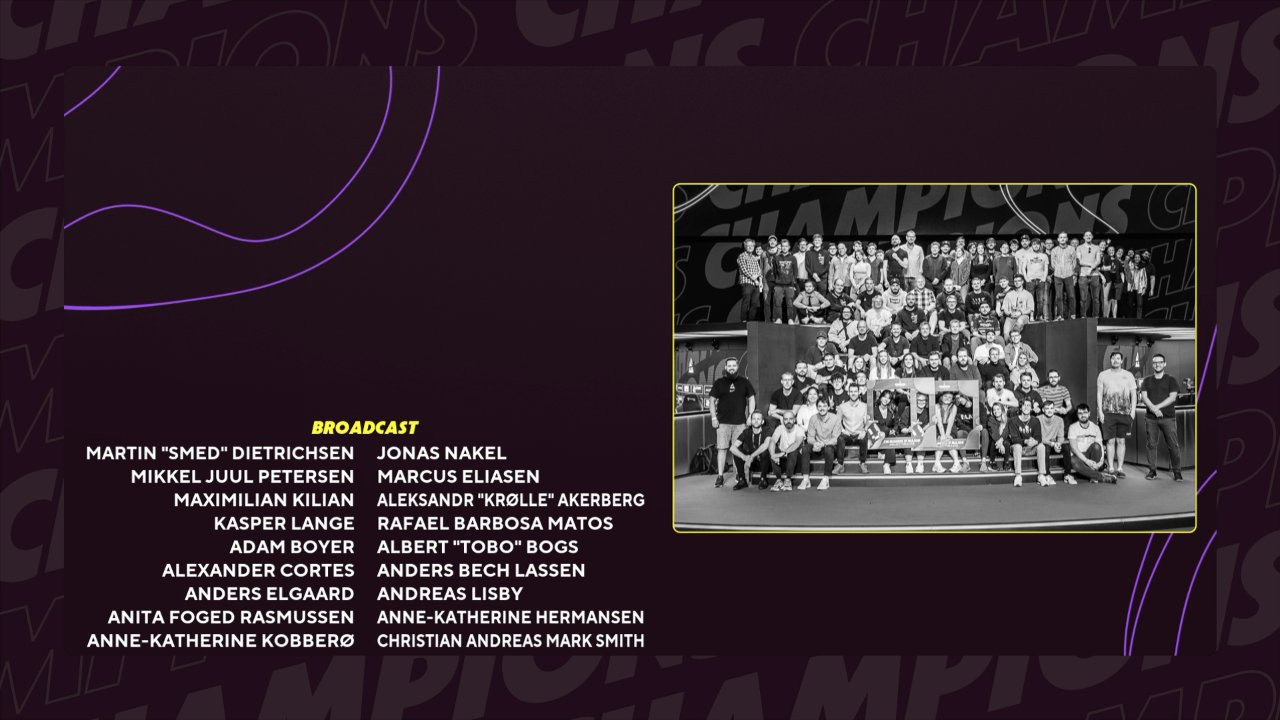 BROADCAST
MARTIN "SMED" DIETRICHSEN JONAS NAKEL
MIKKEL JUUL PETERSEN MARCUS ELIASEN
MAXIMILIAN KILIAN ALEKSANDR "KRØLLE" AKERBERG
KASPER LANGE RAFAEL BARBOSA MATOS
ADAM BOYER ALBERT "TOBO" BOGS
ALEXANDER CORTES ANDERS BECH LASSEN
ANDERS ELGAARD ANDREAS LISBY
ANITA FOGED RASMUSSEN ANNE-KATHERINE HERMANSEN
ANNE-KATHERINE KOBBERØ CHRISTIAN ANDREAS MARK SMITH
CHAMPIONS
CHAMPIONS